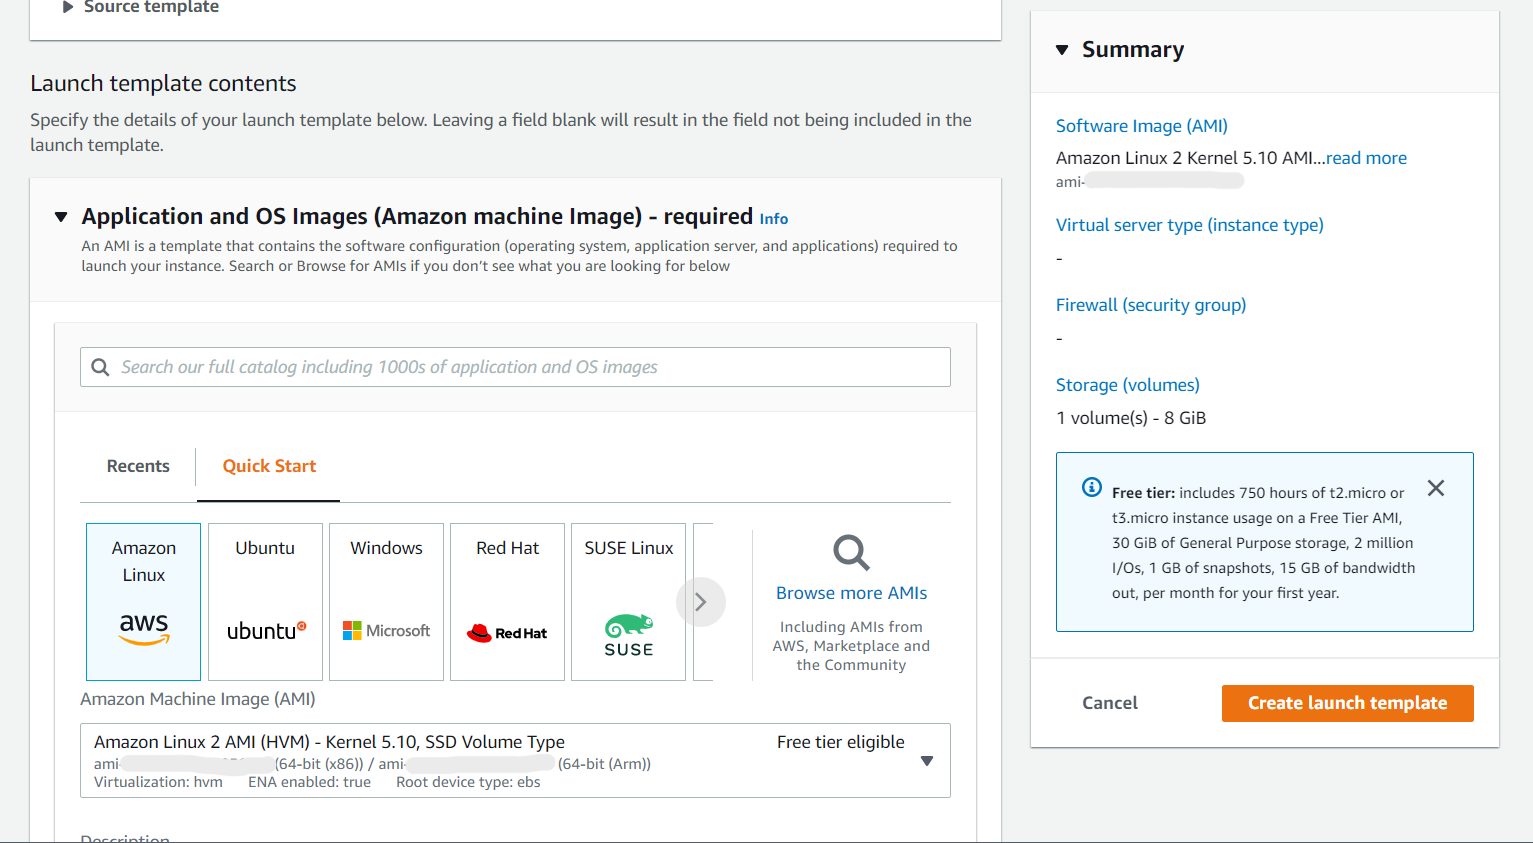 Source template
Launch template contents
Specify the details of your launch template below. Leaving a field blank will result in the field not being included in the
launch template.
Application and OS Images (Amazon machine Image) - required Info
An AMI is a template that contains the software configuration (operating system, application server, and applications) required to
launch your instance. Search or Browse for AMIs if you don’t see what you are looking for below
Search our full catalog including 1000s of application and OS images
Recents
Quick Start
Amazon
Linux
aws
Ubuntu
ubuntu
Windows
Microsoft
Red Hat
Red Hat
SUSE Linux
SUSE
Browse more AMIs
Including AMIs from
AWS, Marketplace and
the Community
Amazon Machine Image (AMI)
Amazon Linux 2 AMI (HVM) - Kernel 5.10, SSD Volume Type
Free tier eligible
ami- (64-bit (x86)) / ami- (64-bit (Arm))
Virtualization: hvm ENA enabled: true Root device type: ebs
Description
Summary
Software Image (AMI)
Amazon Linux 2 Kernel 5.10 AMI...read more
ami-
Virtual server type (instance type)
-
Firewall (security group)
-
Storage (volumes)
1 volume(s) - 8 GiB
Free tier: includes 750 hours of t2.micro or
t3.micro instance usage on a Free Tier AMI,
30 GiB of General Purpose storage, 2 million
I/Os, 1 GB of snapshots, 15 GB of bandwidth
out, per month for your first year.
Cancel
Create launch template